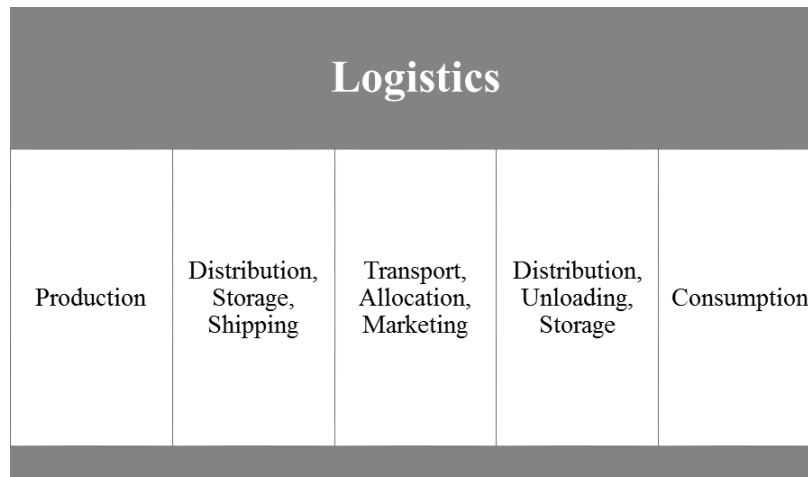 Logistics
Production
Distribution,
Storage,
Shipping
Transport,
Allocation,
Marketing
Distribution,
Unloading,
Storage
Consumption